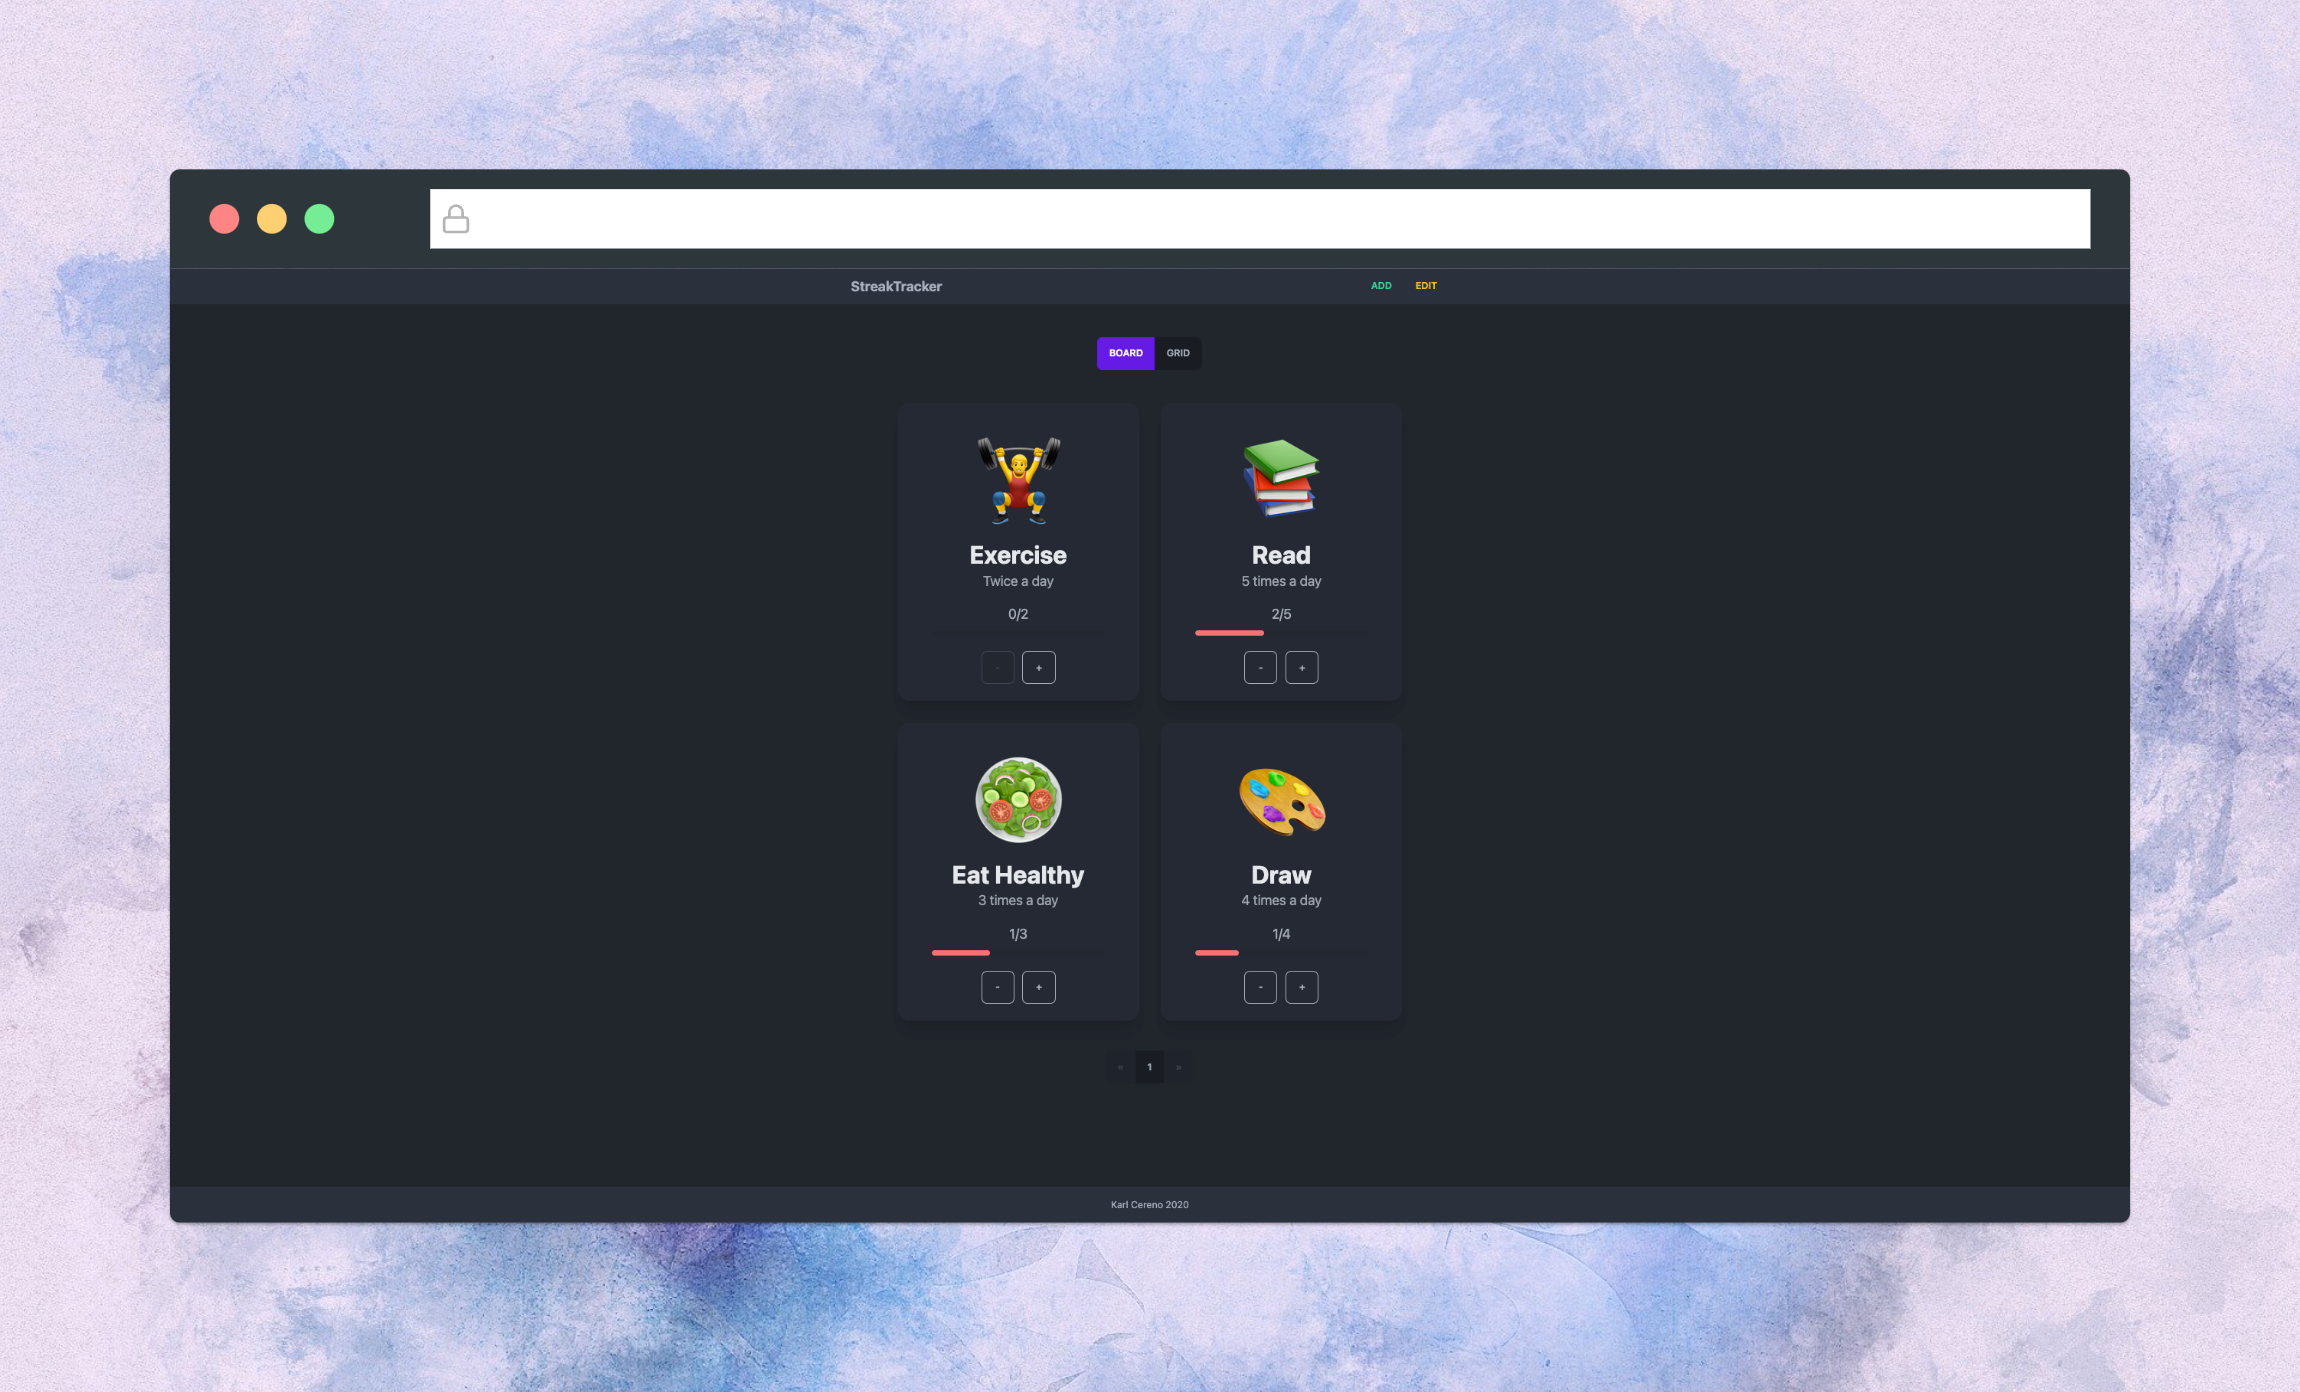 StreakTracker
ADD EDIT
BOARD GRID
Exercise
Twice a day
0/2
- +
Read
5 times a day
2/5
- +
Eat Healthy
3 times a day
1/3
- +
Draw
4 times a day
1/4
- +
« 1 »
Karl Cereno 2020